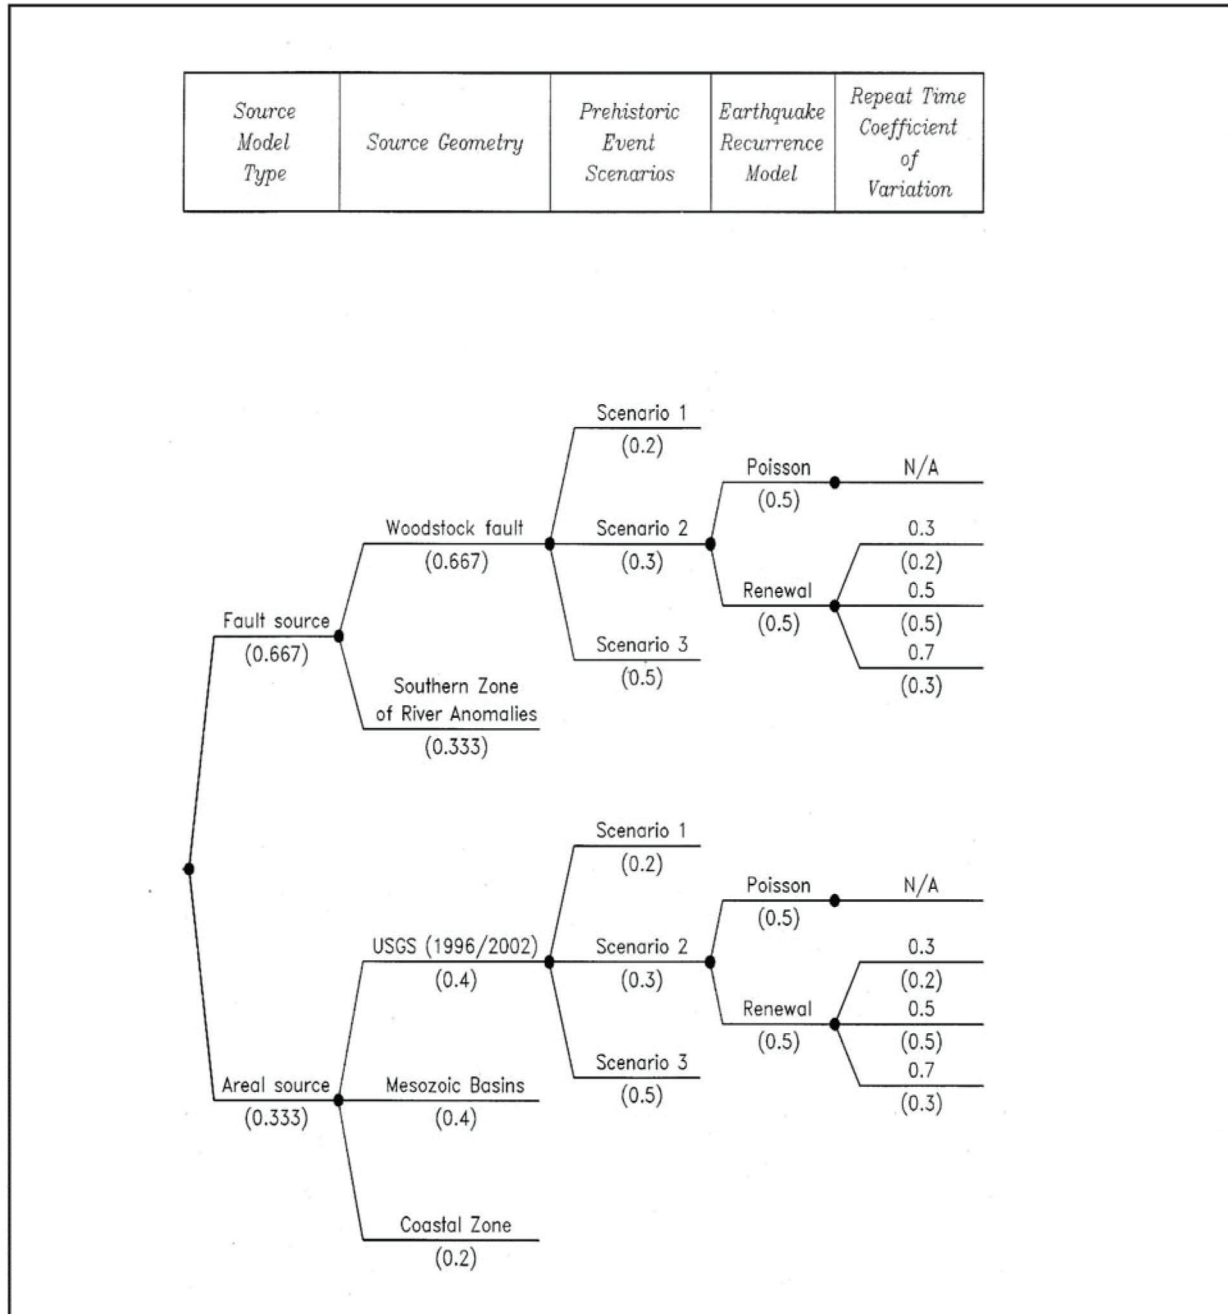 Source
Model
Type
Source Geometry
Prehistoric
Event
Scenarios
Earthquake
Recurrence
Model
Repeat Time
Coefficient
of
Variation
Scenario 1
(0.2)
Poisson
(0.5)
N/A
Woodstock fault
(0.667)
Scenario 2
(0.3)
0.3
(0.2)
Renewal
(0.5)
0.5
(0.5)
Fault source
(0.667)
Scenario 3
(0.5)
0.7
(0.3)
Southern Zone
of River Anomalies
(0.333)
Scenario 1
(0.2)
Poisson
(0.5)
N/A
USGS (1996/2002)
(0.4)
Scenario 2
(0.3)
0.3
(0.2)
Renewal
(0.5)
0.5
(0.5)
Scenario 3
(0.5)
0.7
(0.3)
Areal source
(0.333)
Mesozoic Basins
(0.4)
Coastal Zone
(0.2)